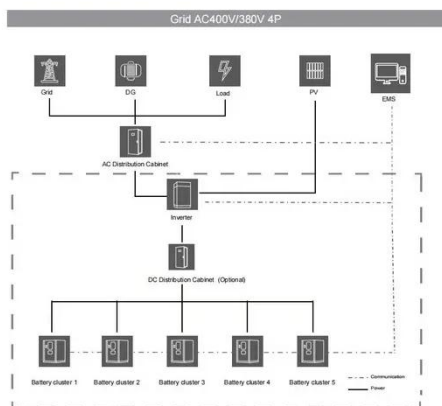 Grid AC400V/380V 4P
Grid
DG
Load
PV
EMS
AC Distribution Cabinet
Inverter
DC Distribution Cabinet (Optional)
Battery cluster 1
Battery cluster 2
Battery cluster 3
Battery cluster 4
Battery cluster 5
Communication
Power